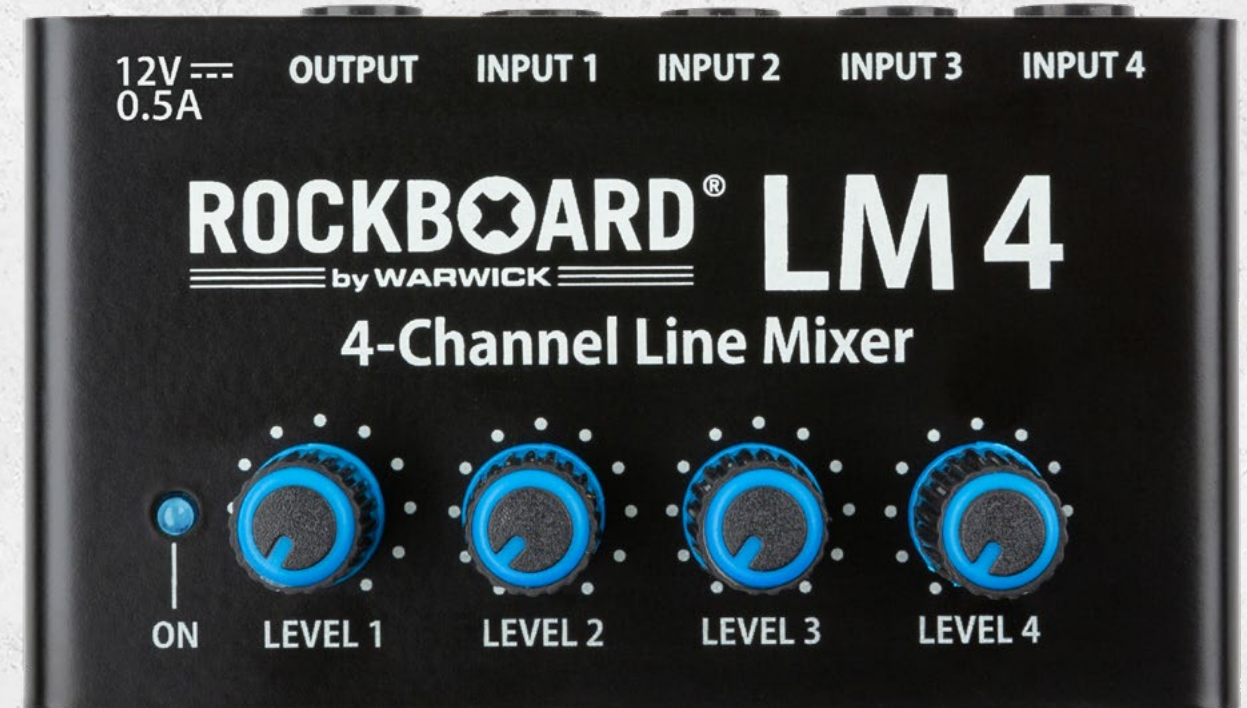 12V ⎓
0.5A
OUTPUT INPUT 1 INPUT 2 INPUT 3 INPUT 4
ROCKBOARD® LM 4
by WARWICK
4-Channel Line Mixer
ON LEVEL 1 LEVEL 2 LEVEL 3 LEVEL 4